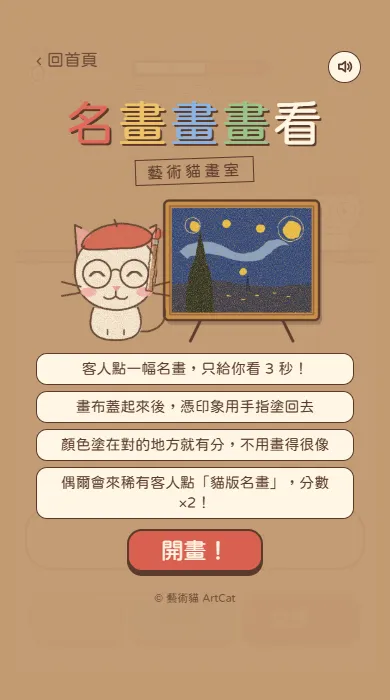 ‹ 回首頁
名畫畫畫看
藝術貓畫室
客人點一幅名畫，只給你看 3 秒！
畫布蓋起來後，憑印象用手指塗回去
顏色塗在對的地方就有分，不用畫得很像
偶爾會來稀有客人點「貓版名畫」，分數
×2！
開畫！
© 藝術貓 ArtCat